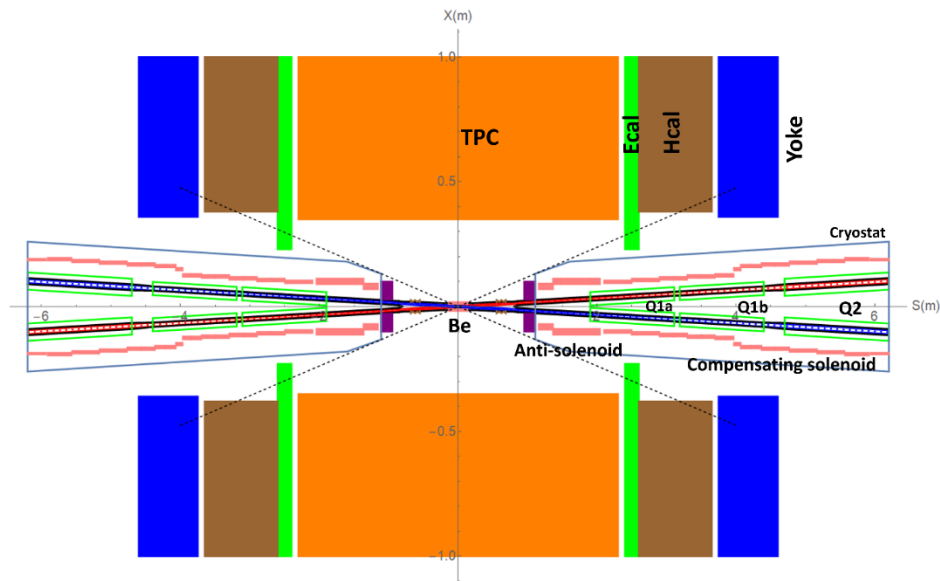 X(m)
1.0
TPC
Ecal
Hcal
Yoke
0.5
Cryostat
-6
-4
Be
Q1a
Q1b
Q2
4
6
S(m)
Anti-solenoid
Compensating solenoid
-0.5
-1.0